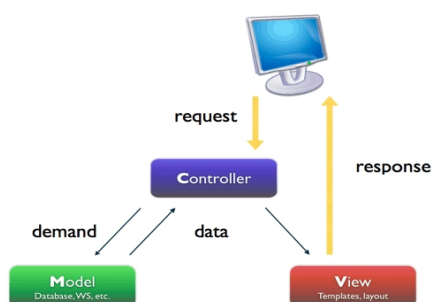 request
response
Controller
demand
data
Model
Database, WS, etc.
View
Templates, layout